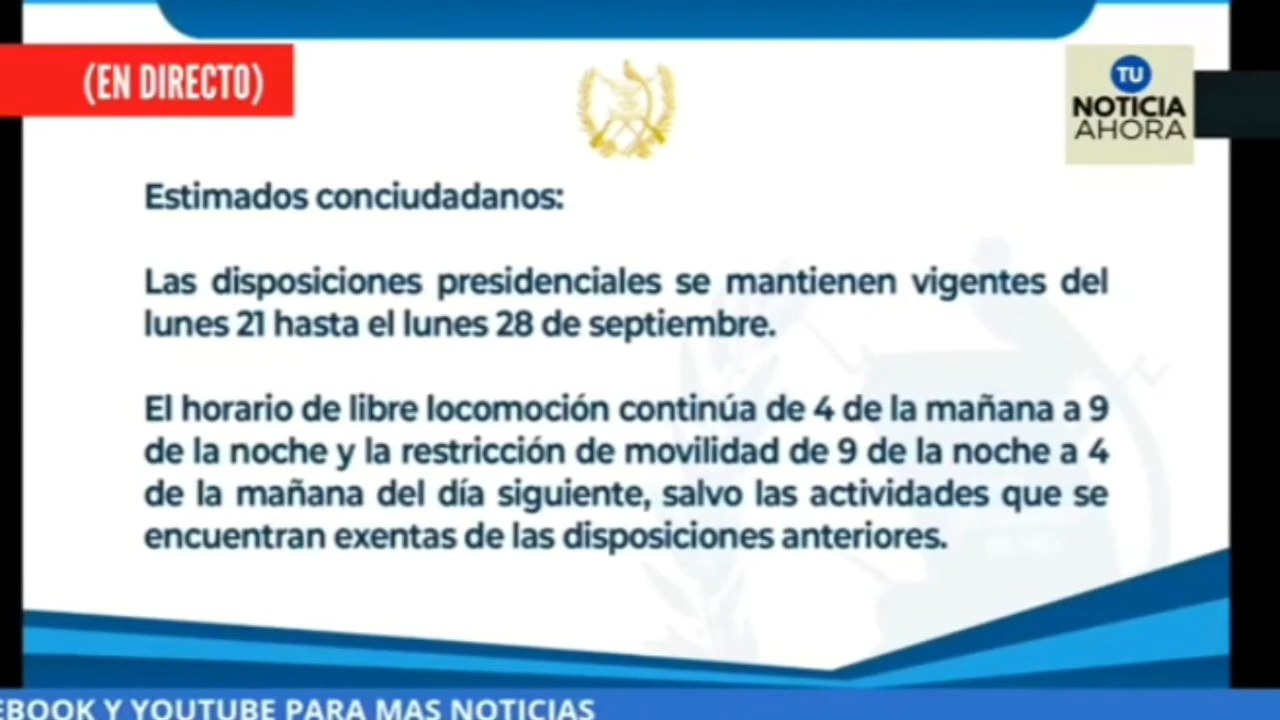 (EN DIRECTO)
TU
NOTICIA
AHORA
Estimados conciudadanos:
Las disposiciones presidenciales se mantienen vigentes del
lunes 21 hasta el lunes 28 de septiembre.
El horario de libre locomoción continúa de 4 de la mañana a 9
de la noche y la restricción de movilidad de 9 de la noche a 4
de la mañana del día siguiente, salvo las actividades que se
encuentran exentas de las disposiciones anteriores.
EBOOK Y YOUTUBE PARA MAS NOTICIAS